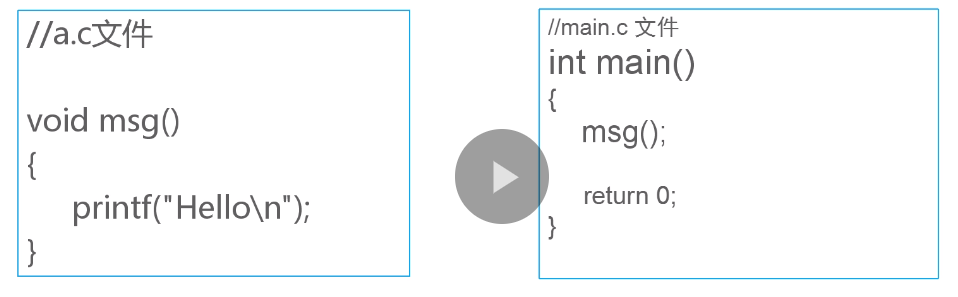 //a.c文件
void msg()
{
printf("Hello\n");
}
//main.c 文件
int main()
{
msg();
return 0;
}